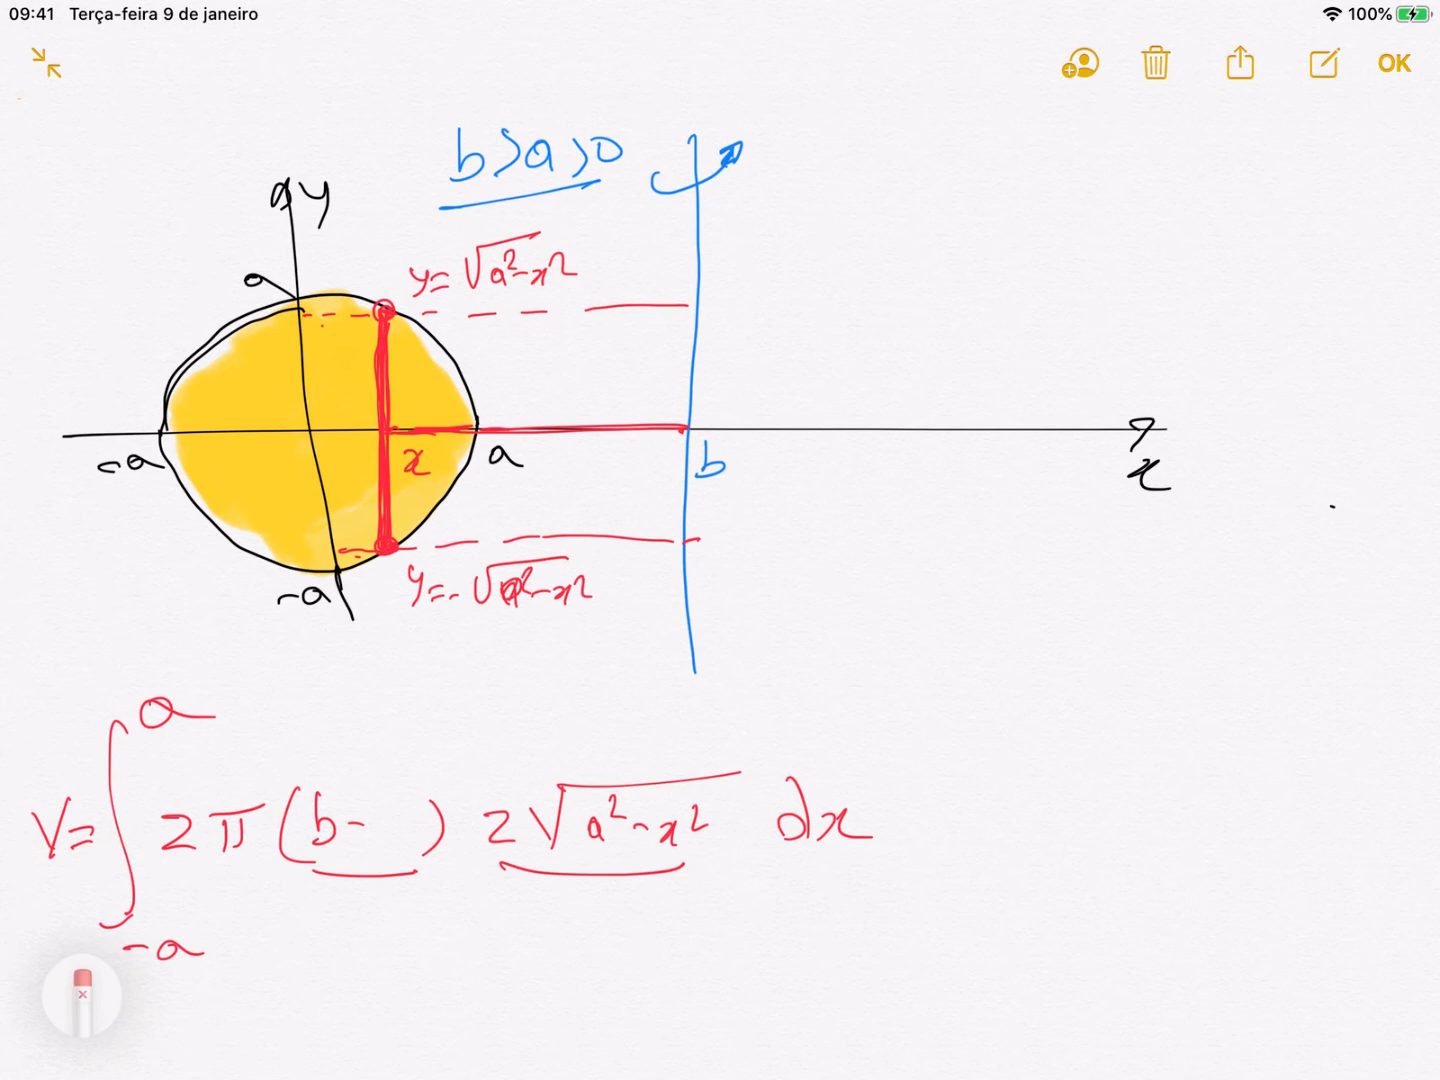 09:41 Terça-feira 9 de janeiro 100%
OK
b>a>0
y
a
y=√a²-x²
-a x a b x
-a y=-√a²-x²
V=∫ₐ₋ₐ 2π(b- ) 2√a²-x² dx